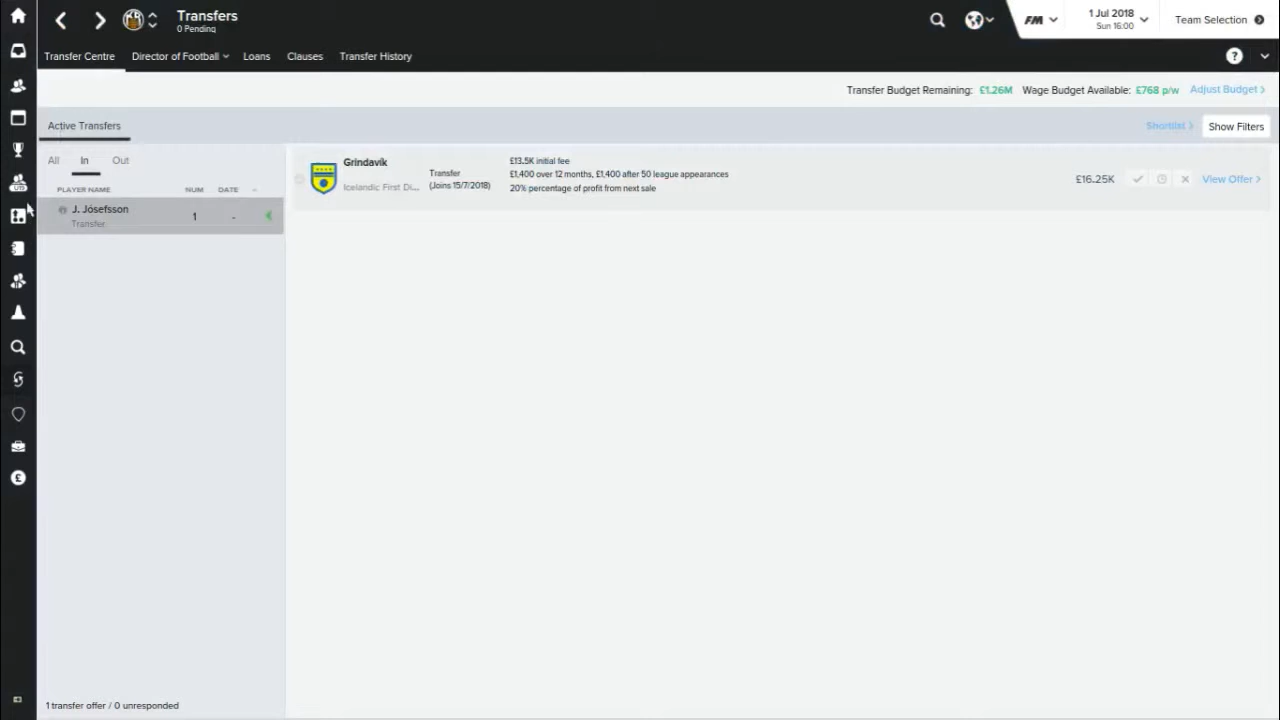 Transfers
0 Pending
FM
1 Jul 2018
Sun 16:00
Team Selection
Transfer Centre
Director of Football
Loans
Clauses
Transfer History
?
Transfer Budget Remaining: £1.26M Wage Budget Available: £768 p/w Adjust Budget >
Active Transfers
Shortlist >
Show Filters
All
In
Out
PLAYER NAME
NUM
DATE
J. Jósefsson
1
-
Transfer
Grindavík
Icelandic First Di...
Transfer
(Joins 15/7/2018)
£13.5K initial fee
£1,400 over 12 months, £1,400 after 50 league appearances
20% percentage of profit from next sale
£16.25K
View Offer >
1 transfer offer / 0 unresponded